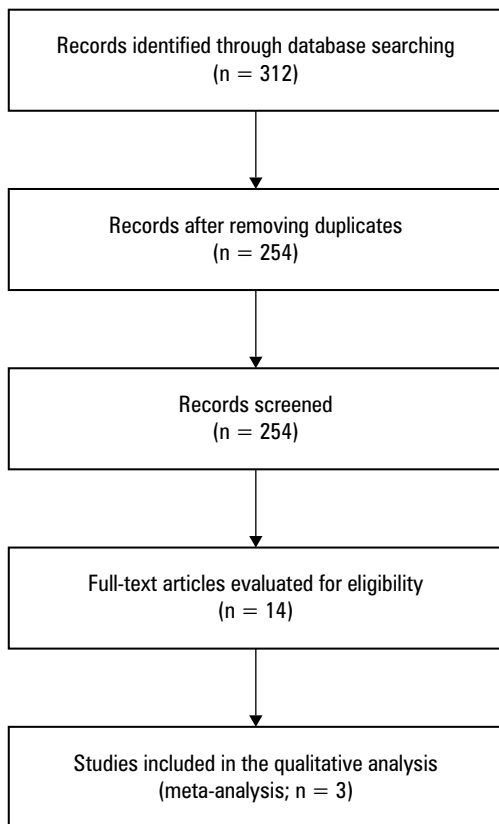 Records identified through database searching
(n = 312)
Records after removing duplicates
(n = 254)
Records screened
(n = 254)
Full-text articles evaluated for eligibility
(n = 14)
Studies included in the qualitative analysis
(meta-analysis; n = 3)